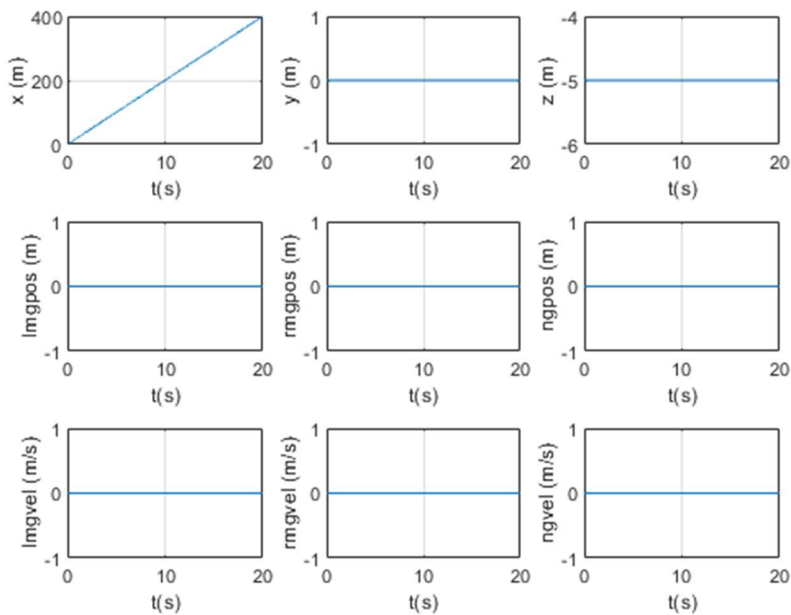 400
200
0
x (m)
0 10 20
t(s)
1
0
-1
y (m)
0 10 20
t(s)
-4
-5
-6
z (m)
0 10 20
t(s)
1
0
-1
lmgpos (m)
0 10 20
t(s)
1
0
-1
rmgpos (m)
0 10 20
t(s)
1
0
-1
ngpos (m)
0 10 20
t(s)
1
0
-1
lmgvel (m/s)
0 10 20
t(s)
1
0
-1
rmgvel (m/s)
0 10 20
t(s)
1
0
-1
ngvel (m/s)
0 10 20
t(s)